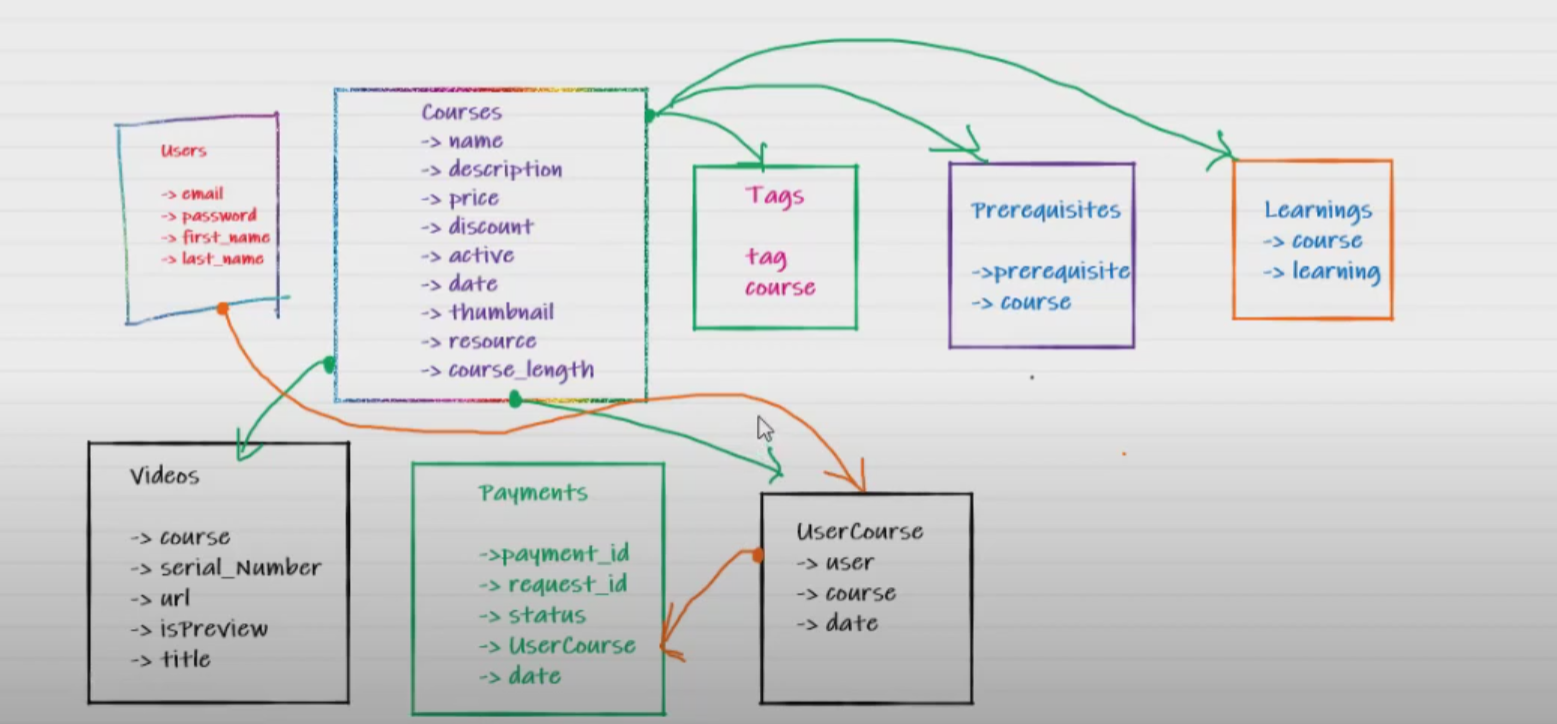 Users
-> email
-> password
-> first_name
-> last_name
Courses
-> name
-> description
-> price
-> discount
-> active
-> date
-> thumbnail
-> resource
-> course_length
Tags
tag
course
Prerequisites
->prerequisite
-> course
Learnings
-> course
-> learning
Videos
-> course
-> serial_Number
-> url
-> isPreview
-> title
Payments
->payment_id
-> request_id
-> status
-> UserCourse
-> date
UserCourse
-> user
-> course
-> date